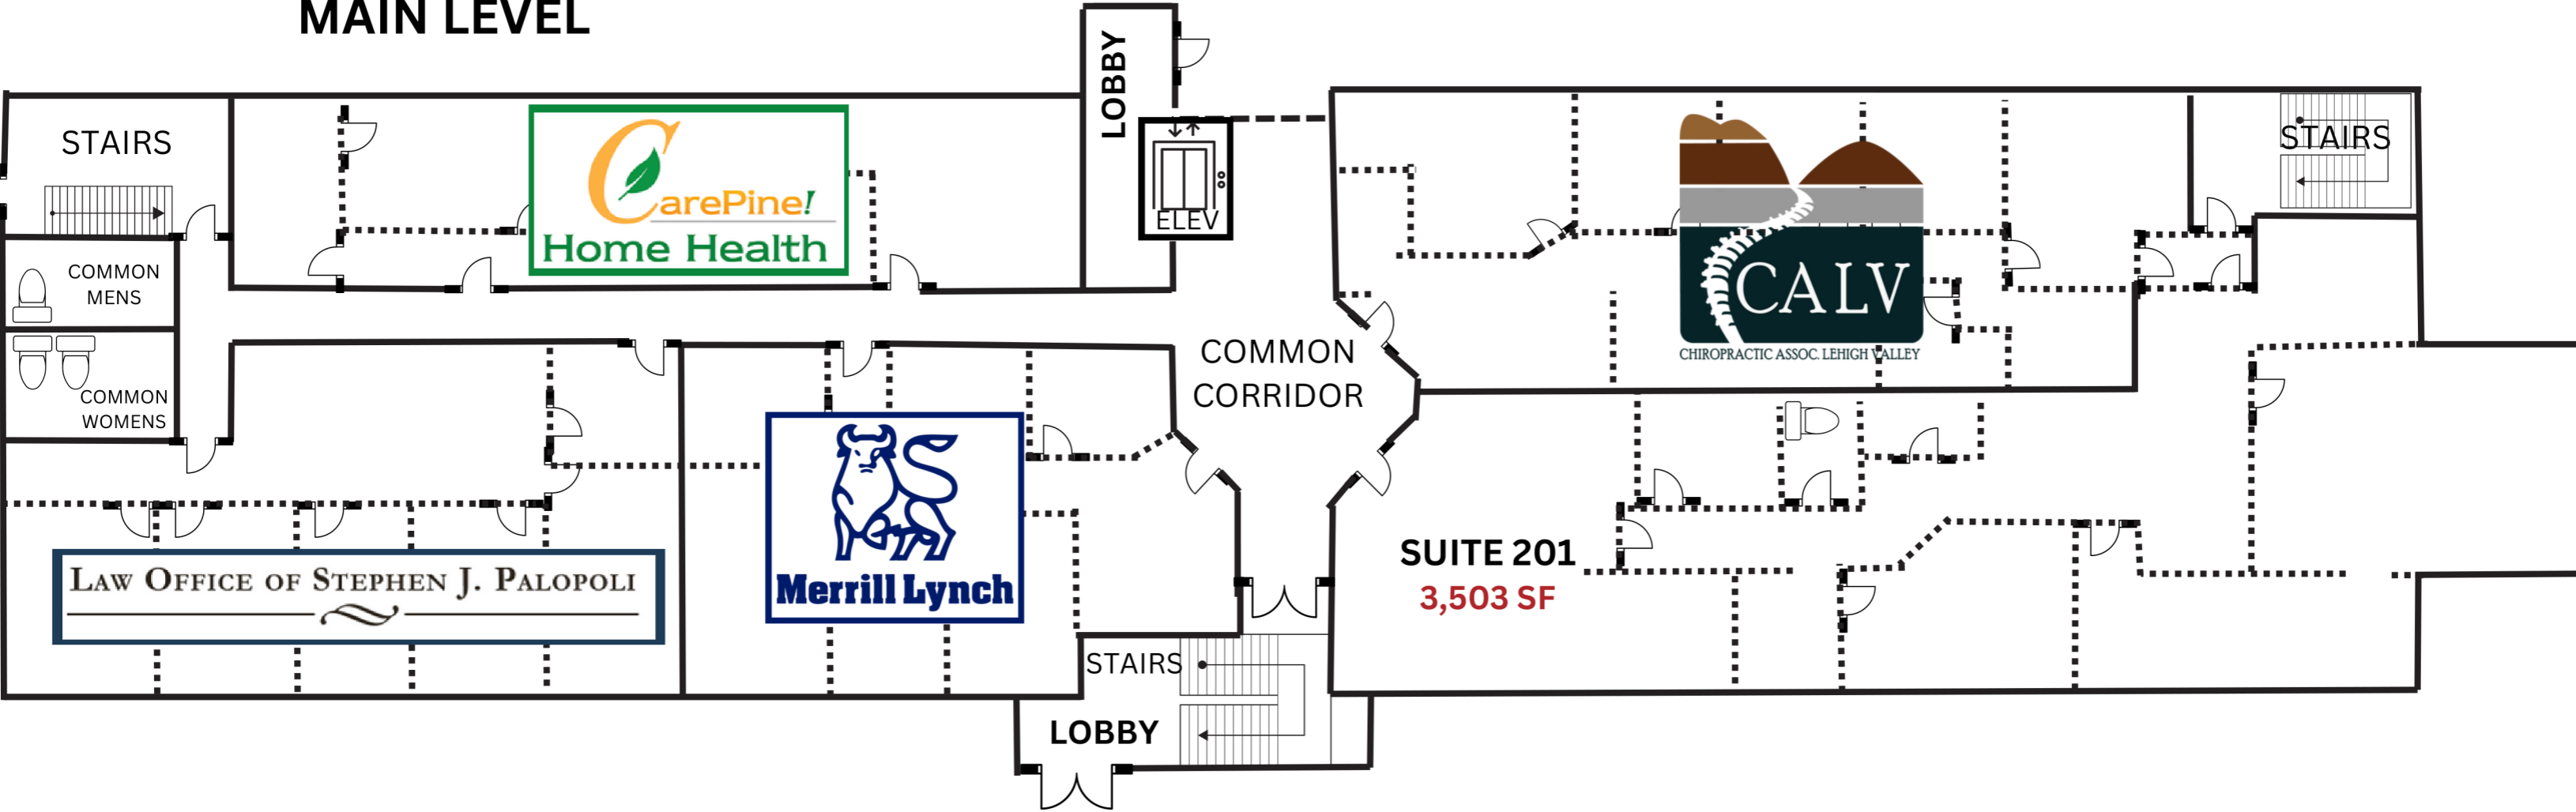 MAIN LEVEL
LOBBY
STAIRS
CarePine!
Home Health
ELEV
STAIRS
COMMON
MENS
COMMON
WOMENS
COMMON
CORRIDOR
CALV
CHIROPRACTIC ASSOC. LEHIGH VALLEY
LAW OFFICE OF STEPHEN J. PALOPOLI
Merrill Lynch
SUITE 201
3,503 SF
STAIRS
LOBBY